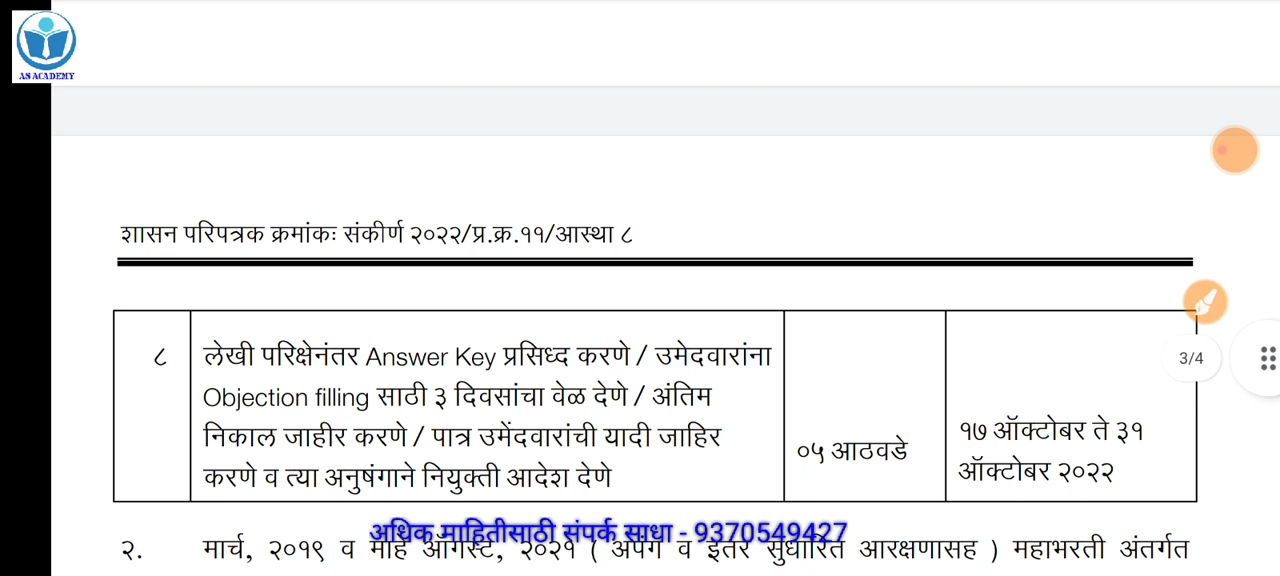 AS ACADEMY
शासन परिपत्रक क्रमांकः संकीर्ण २०२२/प्र.क्र.११/आस्था ८
८
लेखी परिक्षेनंतर Answer Key प्रसिध्द करणे / उमेदवारांना
Objection filling साठी ३ दिवसांचा वेळ देणे / अंतिम
निकाल जाहीर करणे / पात्र उमेंदवारांची यादी जाहिर
करणे व त्या अनुषंगाने नियुक्ती आदेश देणे
०५ आठवडे
१७ ऑक्टोबर ते ३१
ऑक्टोबर २०२२
3/4
अधिक माहितीसाठी संपर्क साधा - 9370549427
२. मार्च, २०१९ व माहे ऑगस्ट, २०२१ ( अपंग व इतर सुधारित आरक्षणासह ) महाभरती अंतर्गत